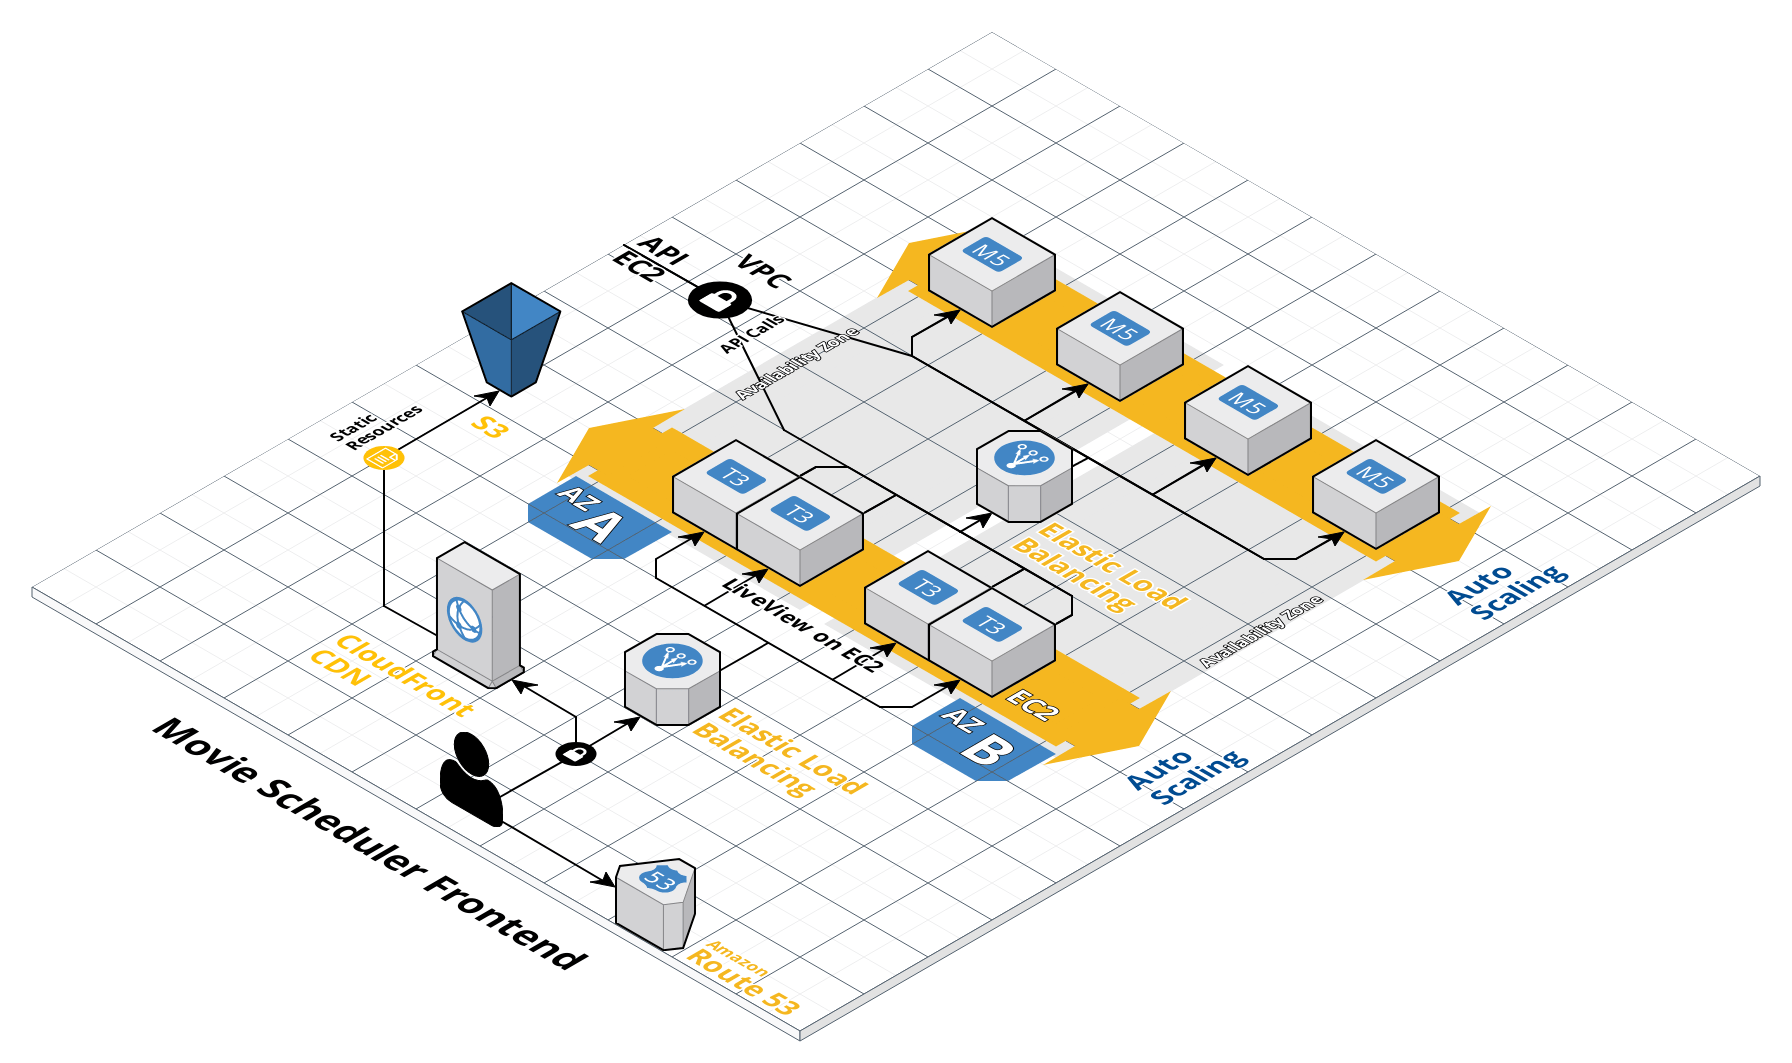 API
EC2
VPC
API Calls
Availability Zone
M5
M5
M5
M5
Static
Resources
S3
T3
T3
T3
T3
AZ
A
Elastic Load
Balancing
Auto
Scaling
Availability Zone
LiveView on EC2
EC2
AZ
B
Auto
Scaling
CloudFront
CDN
Elastic Load
Balancing
Movie Scheduler Frontend
53
Amazon
Route 53